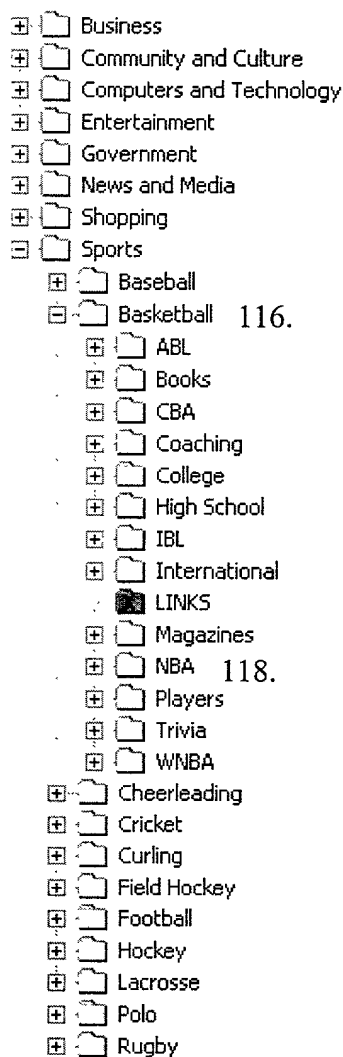 Business
Community and Culture
Computers and Technology
Entertainment
Government
News and Media
Shopping
Sports
Baseball
Basketball 116.
ABL
Books
CBA
Coaching
College
High School
IBL
International
LINKS
Magazines
NBA 118.
Players
Trivia
WNBA
Cheerleading
Cricket
Curling
Field Hockey
Football
Hockey
Lacrosse
Polo
Rugby